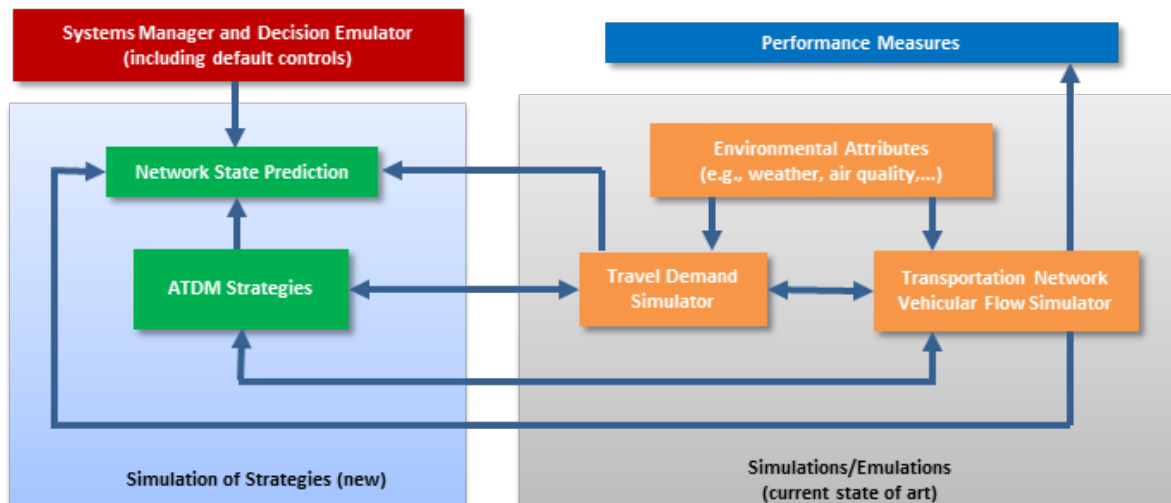 Systems Manager and Decision Emulator
(including default controls)
Performance Measures
Network State Prediction
Environmental Attributes
(e.g., weather, air quality,...)
ATDM Strategies
Travel Demand
Simulator
Transportation Network
Vehicular Flow Simulator
Simulation of Strategies (new)
Simulations/Emulations
(current state of art)